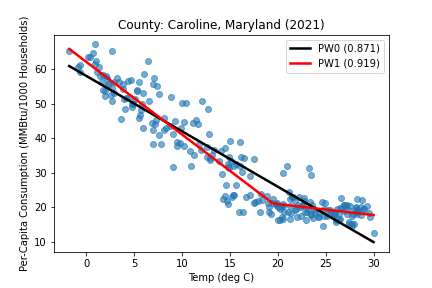 County: Caroline, Maryland (2021)
PW0 (0.871)
PW1 (0.919)
Per-Capita Consumption (MMBtu/1000 Households)
60
50
40
30
20
10
0 5 10 15 20 25 30
Temp (deg C)